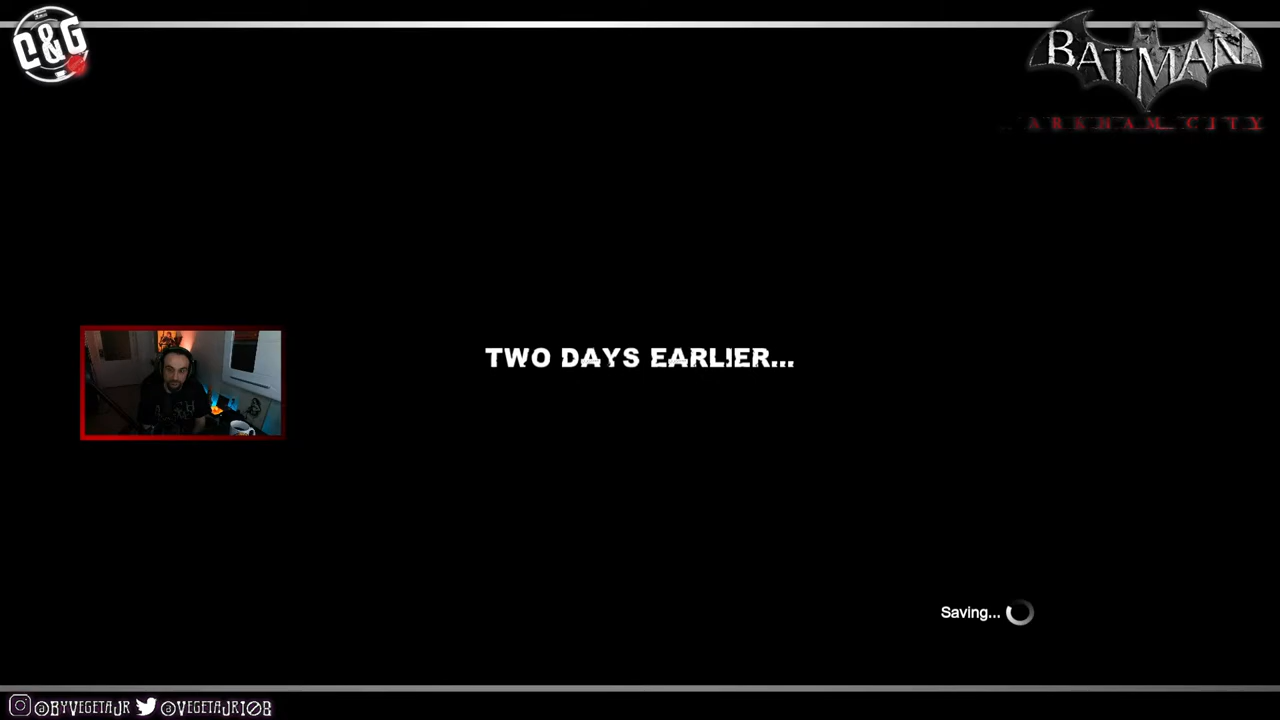 C&G
BATMAN
ARKHAM CITY
TWO DAYS EARLIER...
Saving...
@BYVEGETAJR @VEGETAJR108